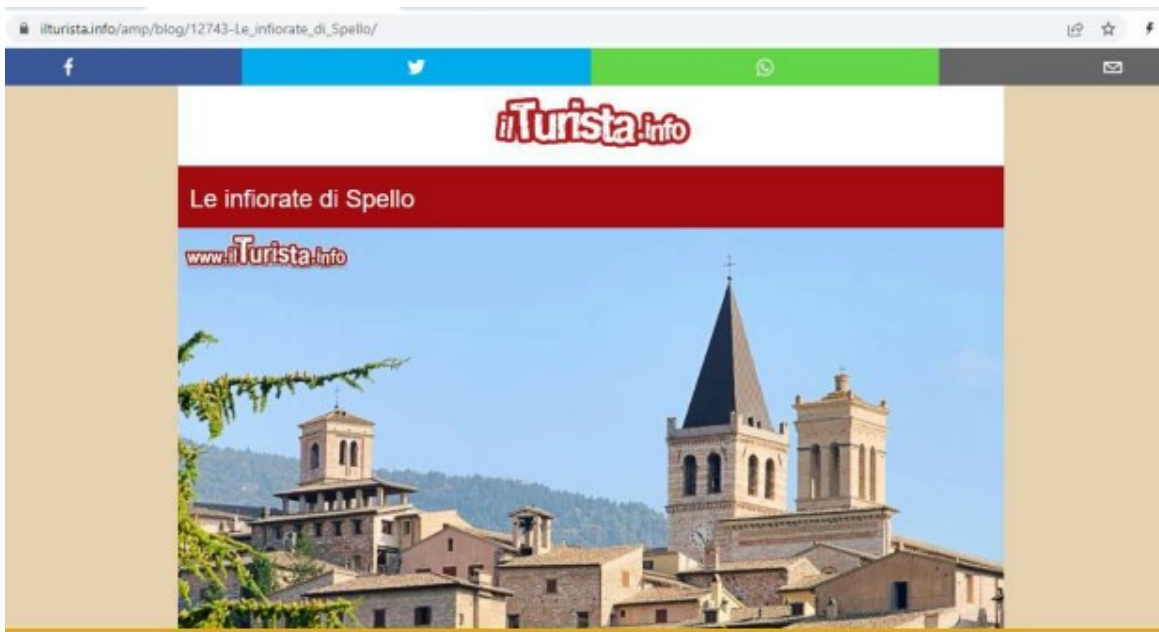 ilturista.info/amp/blog/12743-Le_infiorate_di_Spello/
ilTurista.info
Le infiorate di Spello
www.ilTurista.info